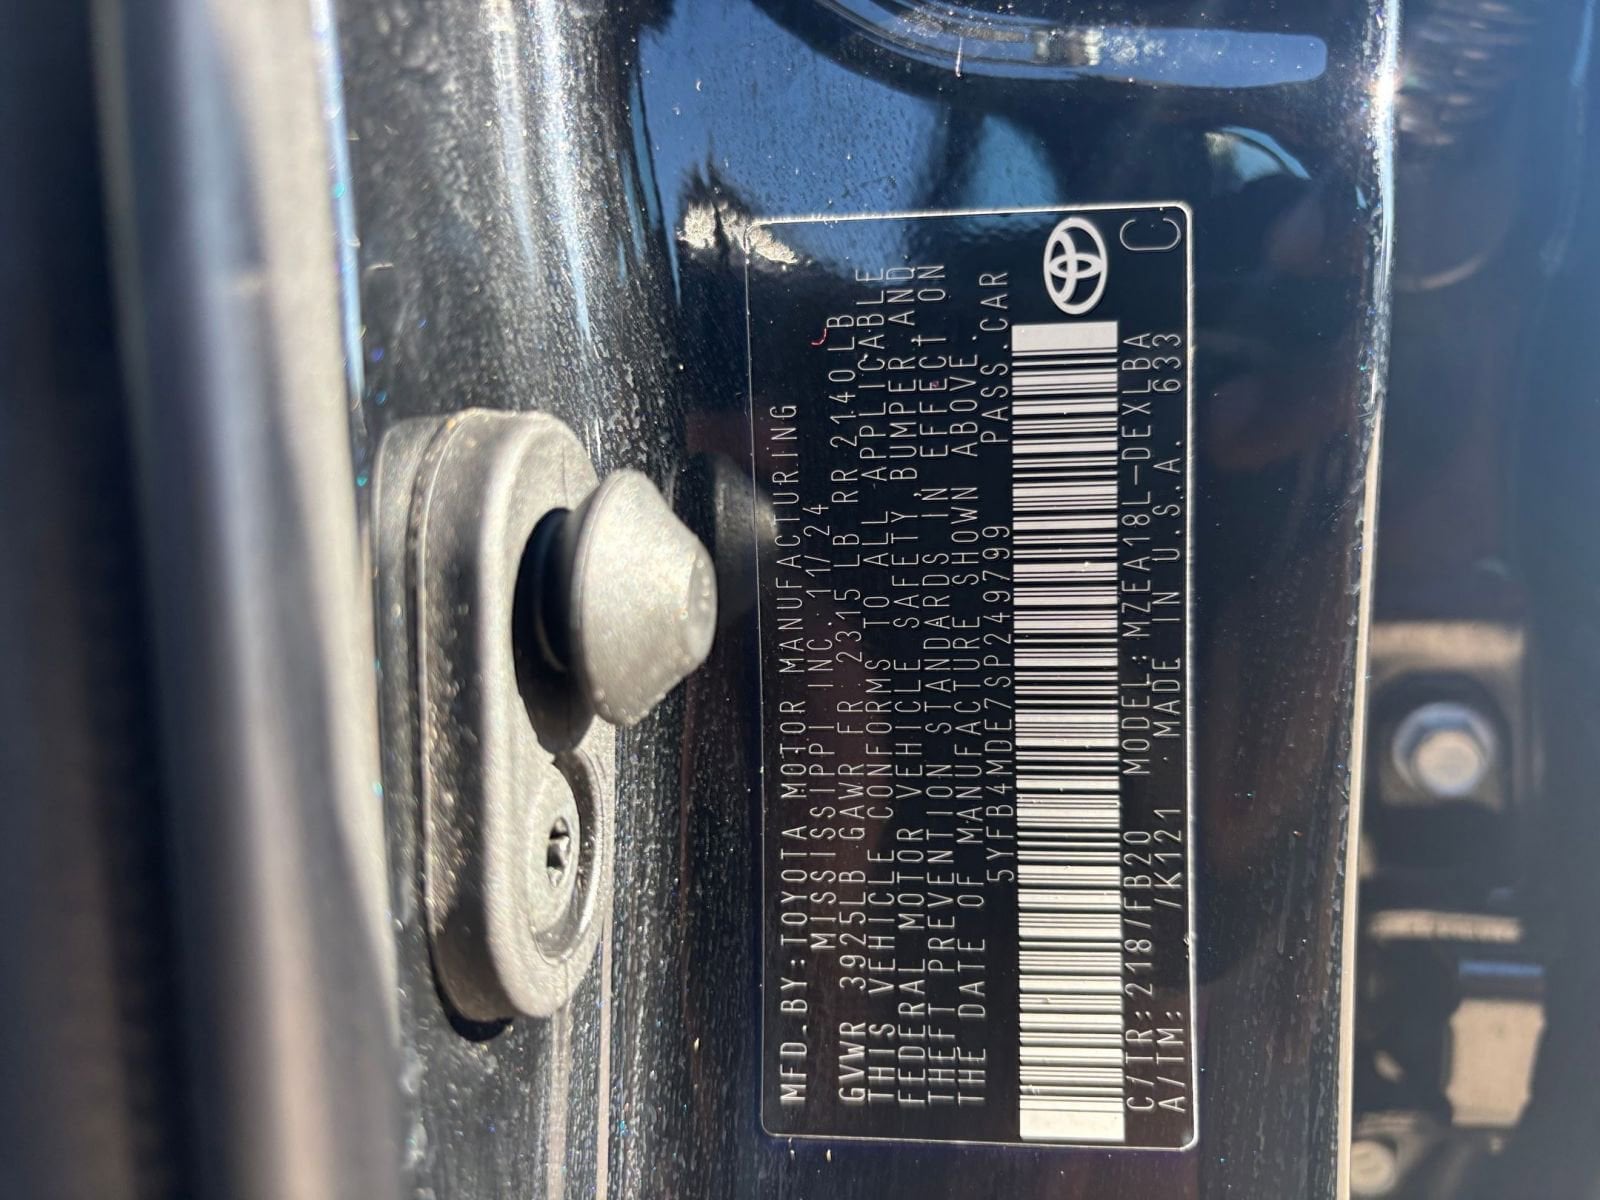 MFD.BY:TOYOTA MOTOR MANUFACTURING
MISSISSIPPI INC. 11/24
GVWR 3925LB GAWR FR 2315 LB RR 2140LB
THIS VEHICLE CONFORMS TO ALL APPLICABLE
FEDERAL MOTOR VEHICLE SAFETY, BUMPER, AND
THEFT PREVENTION STANDARDS IN EFFECT ON
THE DATE OF MANUFACTURE SHOWN ABOVE.
5YFB4MDE7SP249799 PASS.CAR
C/TR:218/FB20 MODEL:MZEA18L-DEXLBA
A/TM: /K121 .MADE IN U.S.A. 633
C